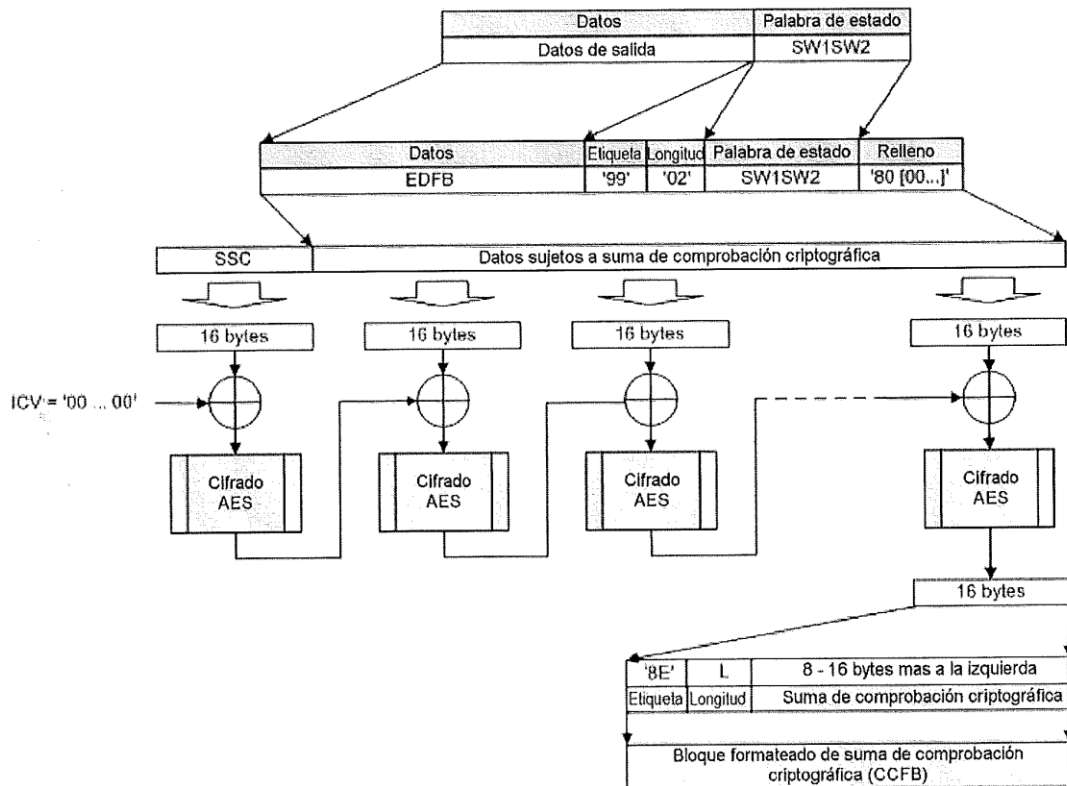 Datos Palabra de estado
Datos de salida SW1SW2
Datos Etiqueta Longitud Palabra de estado Relleno
EDFB '99' '02' SW1SW2 '80 [00...]'
SSC Datos sujetos a suma de comprobación criptográfica
16 bytes 16 bytes 16 bytes 16 bytes
ICV = '00 ... 00'
Cifrado Cifrado Cifrado Cifrado
AES AES AES AES
16 bytes
'8E' L 8 - 16 bytes mas a la izquierda
Etiqueta Longitud Suma de comprobación criptográfica
Bloque formateado de suma de comprobación
criptográfica (CCFB)